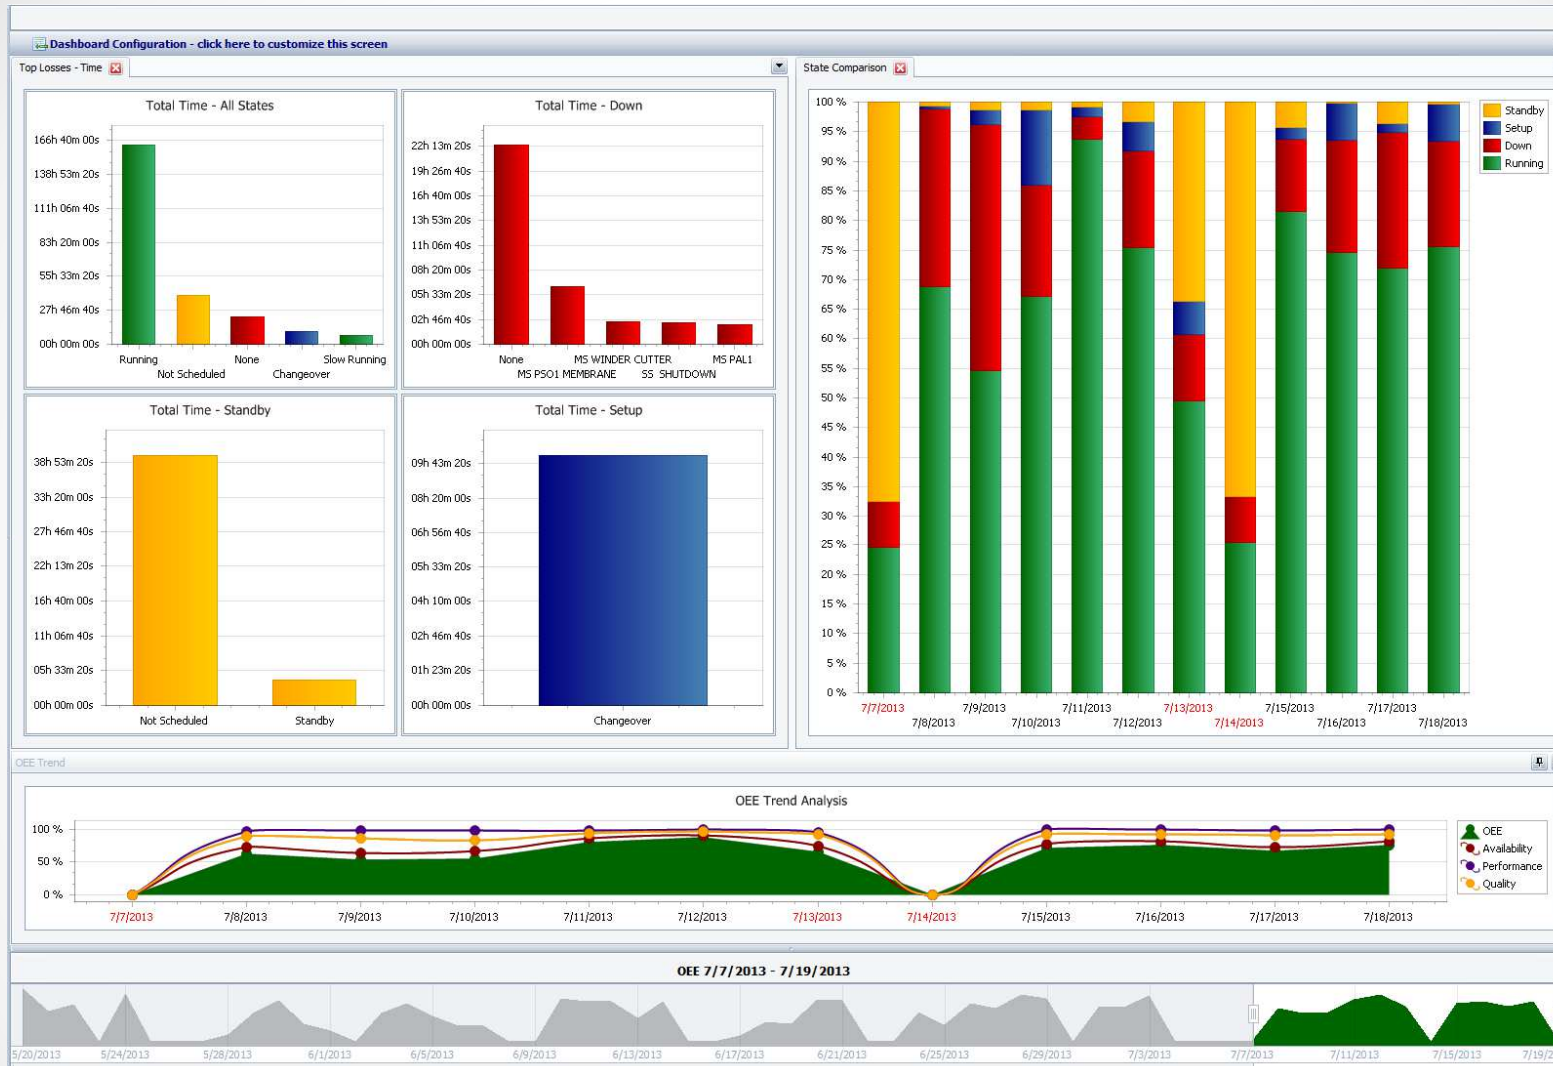 Dashboard Configuration - click here to customize this screen
Top Losses - Time
State Comparison
Total Time - All States
166h 40m 00s
138h 53m 20s
111h 06m 40s
83h 20m 00s
55h 33m 20s
27h 46m 40s
00h 00m 00s
Running None Slow Running
Not Scheduled Changeover
Total Time - Down
22h 13m 20s
19h 26m 40s
16h 40m 00s
13h 53m 20s
11h 06m 40s
08h 20m 00s
05h 33m 20s
02h 46m 40s
00h 00m 00s
None MS WINDER CUTTER MS PAL1
MS PSO1 MEMBRANE SS SHUTDOWN
Total Time - Standby
38h 53m 20s
33h 20m 00s
27h 46m 40s
22h 13m 20s
16h 40m 00s
11h 06m 40s
05h 33m 20s
00h 00m 00s
Not Scheduled Standby
Total Time - Setup
09h 43m 20s
08h 20m 00s
06h 56m 40s
05h 33m 20s
04h 10m 00s
02h 46m 40s
01h 23m 20s
00h 00m 00s
Changeover
100 %
95 %
90 %
85 %
80 %
75 %
70 %
65 %
60 %
55 %
50 %
45 %
40 %
35 %
30 %
25 %
20 %
15 %
10 %
5 %
0 %
7/7/2013 7/9/2013 7/11/2013 7/13/2013 7/15/2013 7/17/2013
7/8/2013 7/10/2013 7/12/2013 7/14/2013 7/16/2013 7/18/2013
Standby
Setup
Down
Running
OEE Trend
OEE Trend Analysis
100 %
50 %
0 %
7/7/2013 7/8/2013 7/9/2013 7/10/2013 7/11/2013 7/12/2013 7/13/2013 7/14/2013 7/15/2013 7/16/2013 7/17/2013 7/18/2013
OEE
Availability
Performance
Quality
OEE 7/7/2013 - 7/19/2013
5/20/2013 5/24/2013 5/28/2013 6/1/2013 6/5/2013 6/9/2013 6/13/2013 6/17/2013 6/21/2013 6/25/2013 6/29/2013 7/3/2013 7/7/2013 7/11/2013 7/15/2013 7/19/2